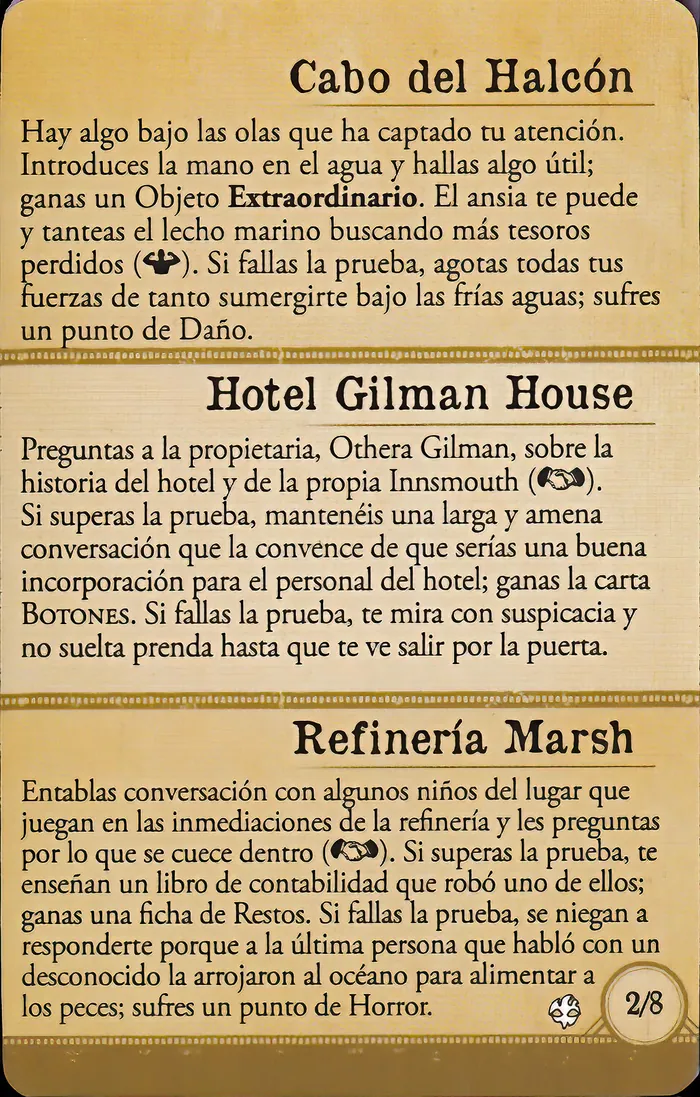 Cabo del Halcón
Hay algo bajo las olas que ha captado tu atención.
Introduces la mano en el agua y hallas algo útil;
ganas un Objeto Extraordinario. El ansia te puede
y tanteas el lecho marino buscando más tesoros
perdidos (). Si fallas la prueba, agotas todas tus
fuerzas de tanto sumergirte bajo las frías aguas; sufres
un punto de Daño.
Hotel Gilman House
Preguntas a la propietaria, Othera Gilman, sobre la
historia del hotel y de la propia Innsmouth ().
Si superas la prueba, mantenéis una larga y amena
conversación que la convence de que serías una buena
incorporación para el personal del hotel; ganas la carta
BOTONES. Si fallas la prueba, te mira con suspicacia y
no suelta prenda hasta que te ve salir por la puerta.
Refinería Marsh
Entablas conversación con algunos niños del lugar que
juegan en las inmediaciones de la refinería y les preguntas
por lo que se cuece dentro (). Si superas la prueba, te
enseñan un libro de contabilidad que robó uno de ellos;
ganas una ficha de Restos. Si fallas la prueba, se niegan a
responderte porque a la última persona que habló con un
desconocido la arrojaron al océano para alimentar a
los peces; sufres un punto de Horror.
2/8